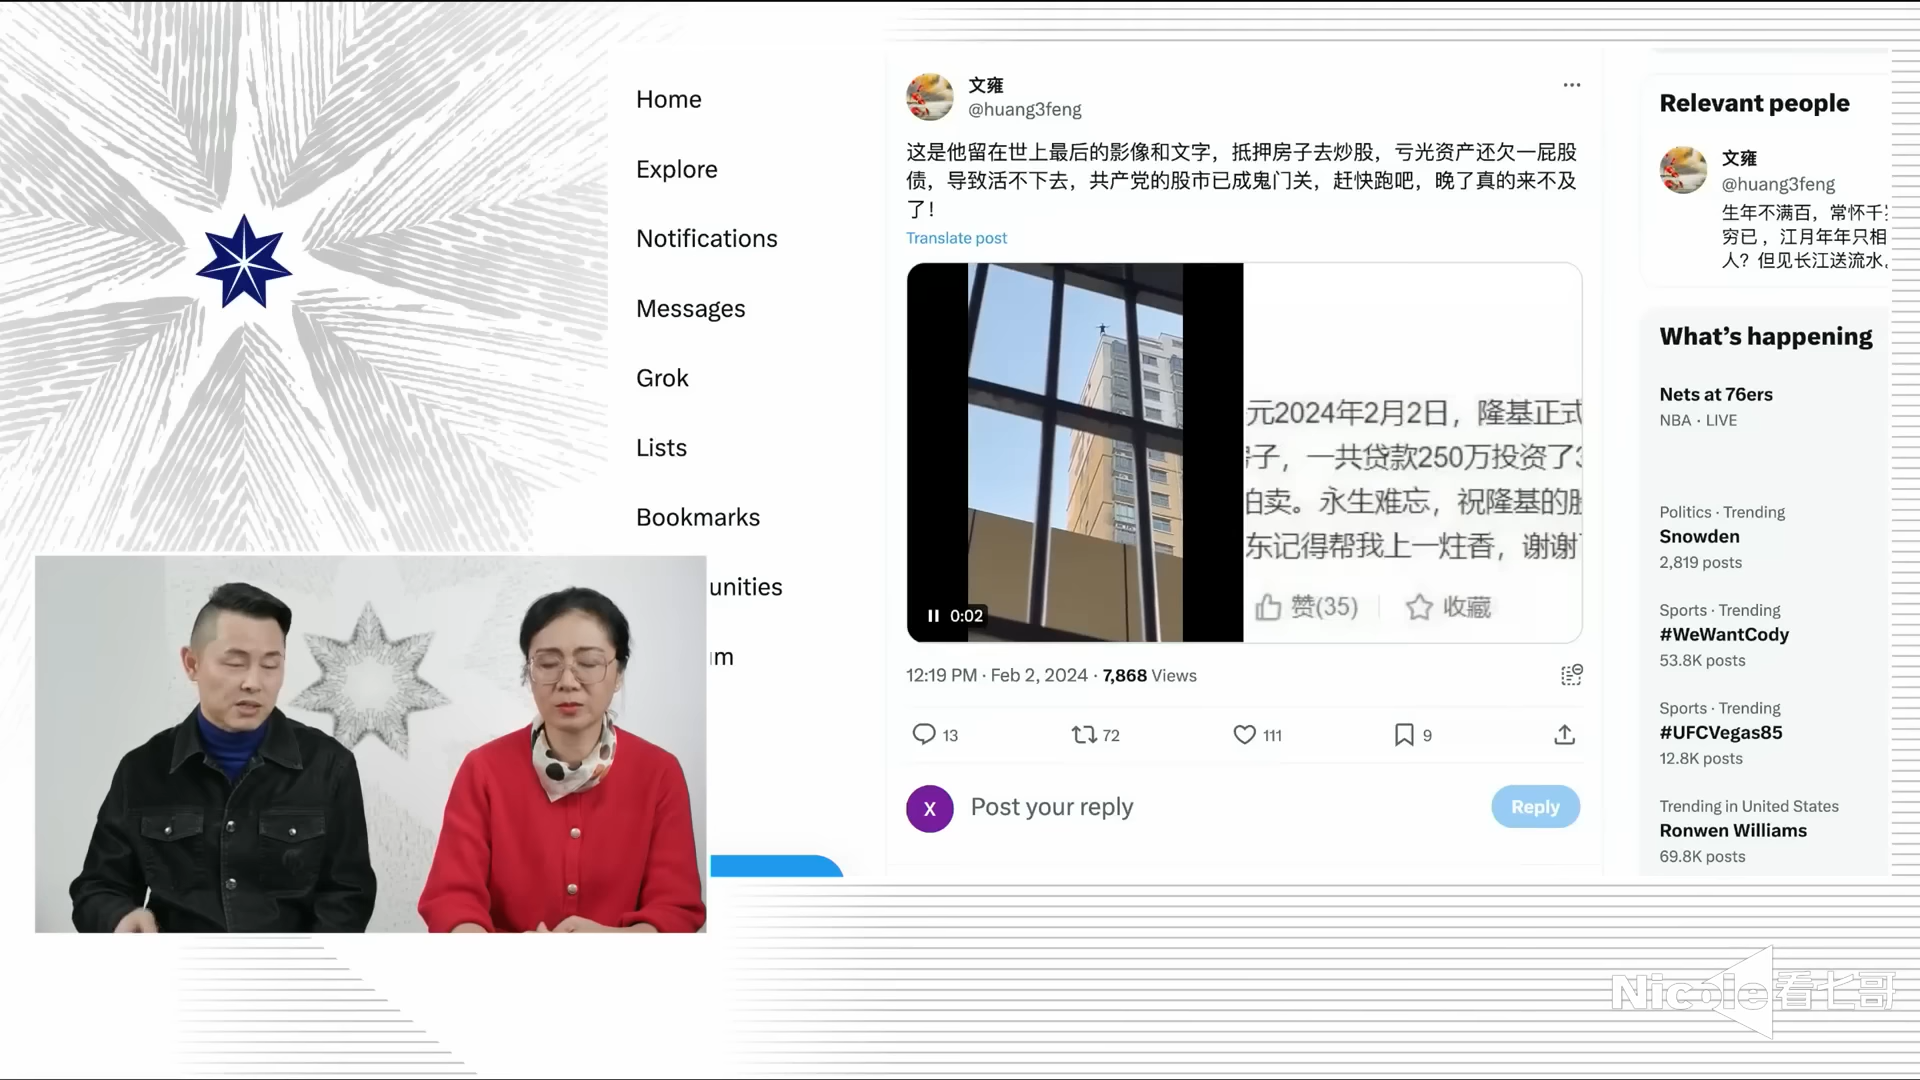 Home
Explore
Notifications
Messages
Grok
Lists
Bookmarks
unities
文雍
@huang3feng
这是他留在世上最后的影像和文字，抵押房子去炒股，亏光资产还欠一屁股
债，导致活不下去，共产党的股市已成鬼门关，赶快跑吧，晚了真的来不及
了！
Translate post
0:02
元2024年2月2日，隆基正式
子，一共贷款250万投资了
卖。永生难忘，祝隆基的
东记得帮我上一炷香，谢谢
赞(35)
收藏
12:19 PM · Feb 2, 2024 · 7,868 Views
13
72
111
9
X
Post your reply
Reply
Relevant people
文雍
@huang3feng
生年不满百，常怀千
穷已，江月年年只相
人？但见长江送流水
What's happening
Nets at 76ers
NBA · LIVE
Politics · Trending
Snowden
2,819 posts
Sports · Trending
#WeWantCody
53.8K posts
Sports · Trending
#UFCVegas85
12.8K posts
Trending in United States
Ronwen Williams
69.8K posts
Nicole看七哥